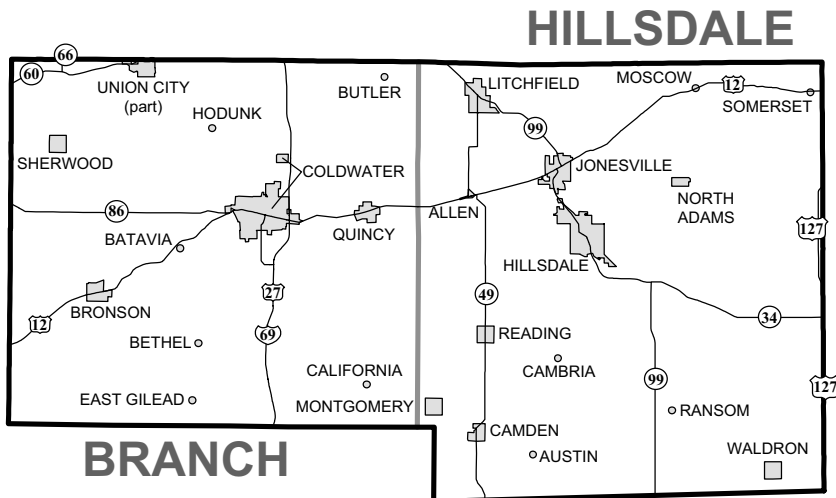 HILLSDALE
66
60
UNION CITY
(part)
BUTLER
LITCHFIELD
MOSCOW
12
SOMERSET
HODUNK
99
SHERWOOD
COLDWATER
JONESVILLE
86
ALLEN
NORTH
ADAMS
QUINCY
127
BATAVIA
HILLSDALE
27
49
BRONSON
12
34
69
READING
BETHEL
CAMBRIA
CALIFORNIA
99
127
EAST GILEAD
MONTGOMERY
RANSOM
CAMDEN
BRANCH
AUSTIN
WALDRON